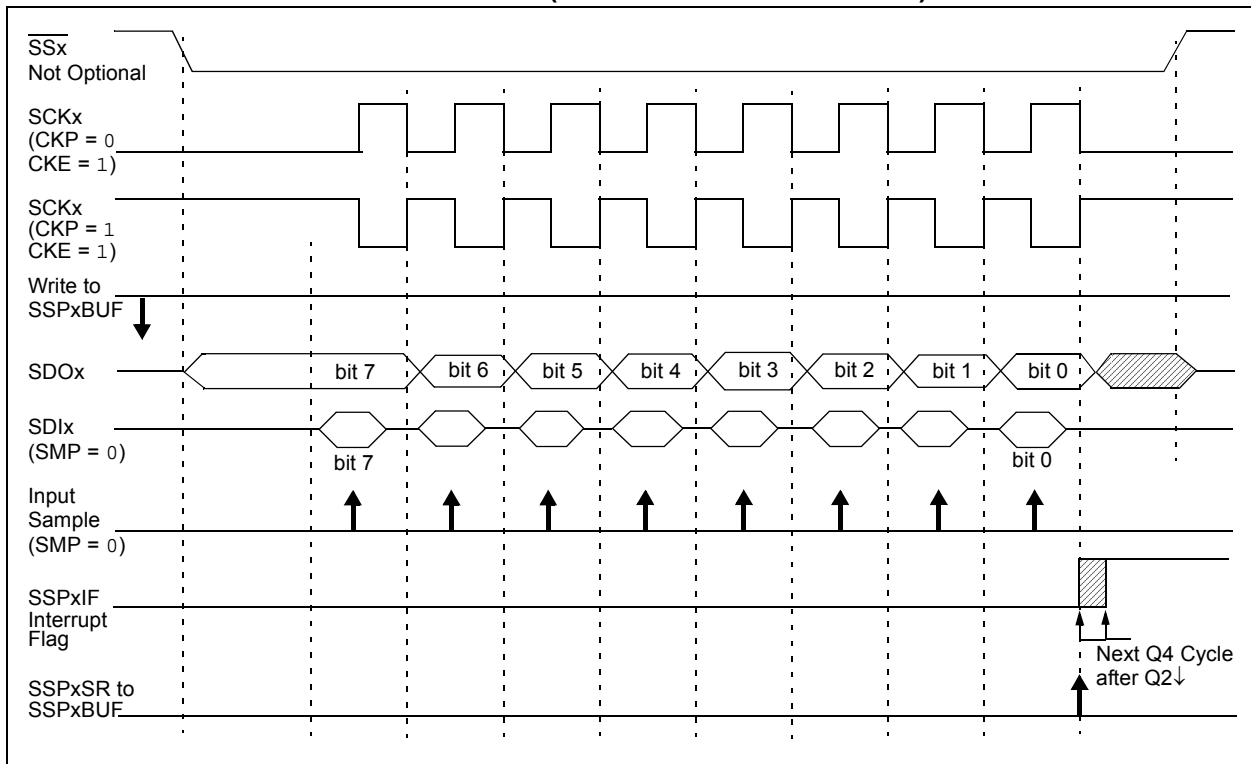 SSx
Not Optional
SCKx
(CKP = 0
CKE = 1)
SCKx
(CKP = 1
CKE = 1)
Write to
SSPxBUF
SDOx
bit 7
bit 6
bit 5
bit 4
bit 3
bit 2
bit 1
bit 0
SDIx
(SMP = 0)
bit 7
bit 0
Input
Sample
(SMP = 0)
SSPxIF
Interrupt
Flag
Next Q4 Cycle
after Q2↓
SSPxSR to
SSPxBUF